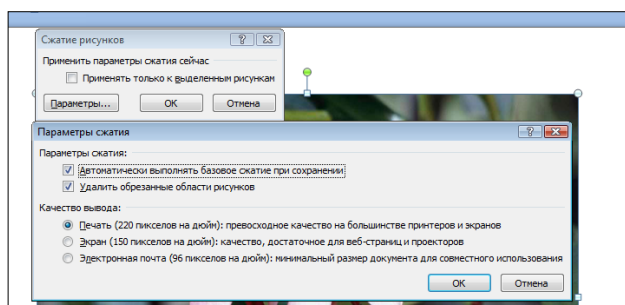 Сжатие рисунков
Применить параметры сжатия сейчас
Применять только к выделенным рисункам
Параметры... ОК Отмена
Параметры сжатия
Параметры сжатия:
Автоматически выполнять базовое сжатие при сохранении
Удалить обрезанные области рисунков
Качество вывода:
Печать (220 пикселов на дюйм): превосходное качество на большинстве принтеров и экранов
Экран (150 пикселов на дюйм): качество, достаточное для веб-страниц и проекторов
Электронная почта (96 пикселов на дюйм): минимальный размер документа для совместного использования
ОК Отмена